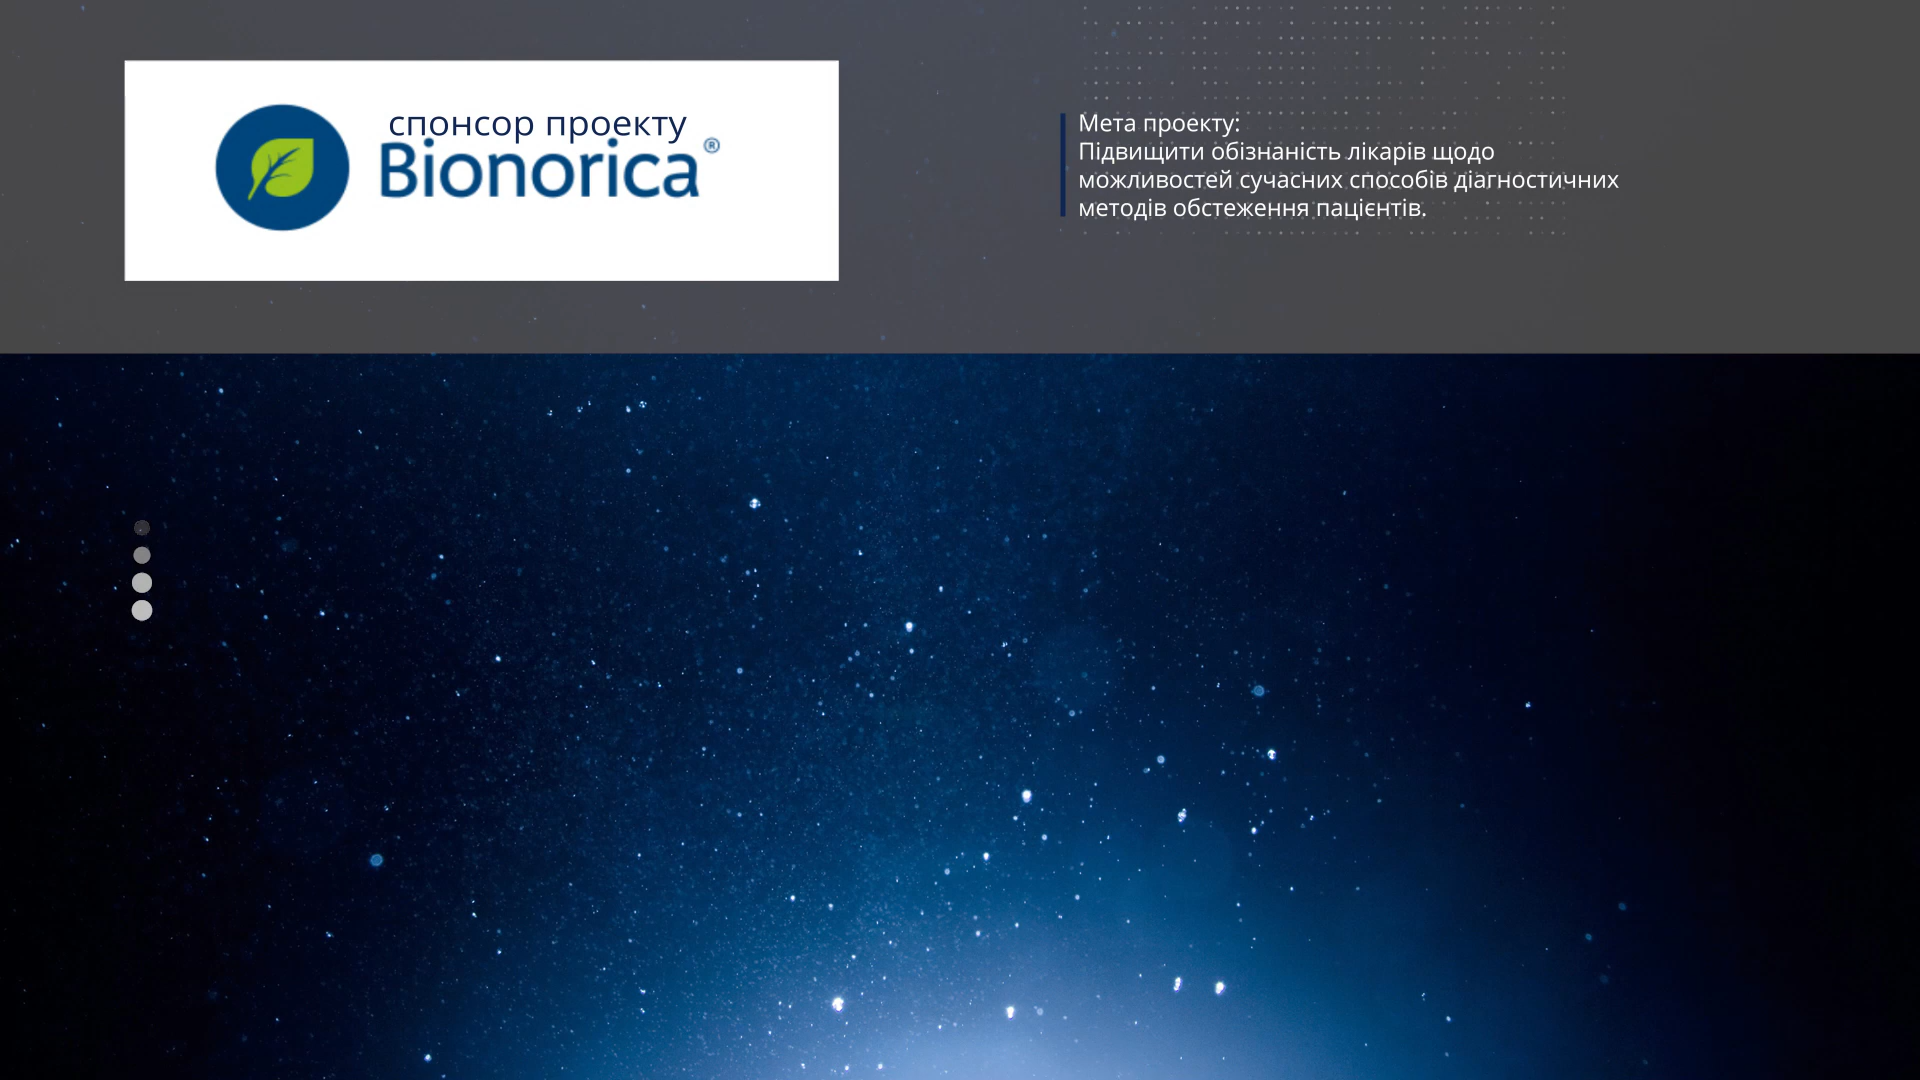 спонсор проекту
Bionorica®
Мета проекту:
Підвищити обізнаність лікарів щодо
можливостей сучасних способів діагностичних
методів обстеження пацієнтів.